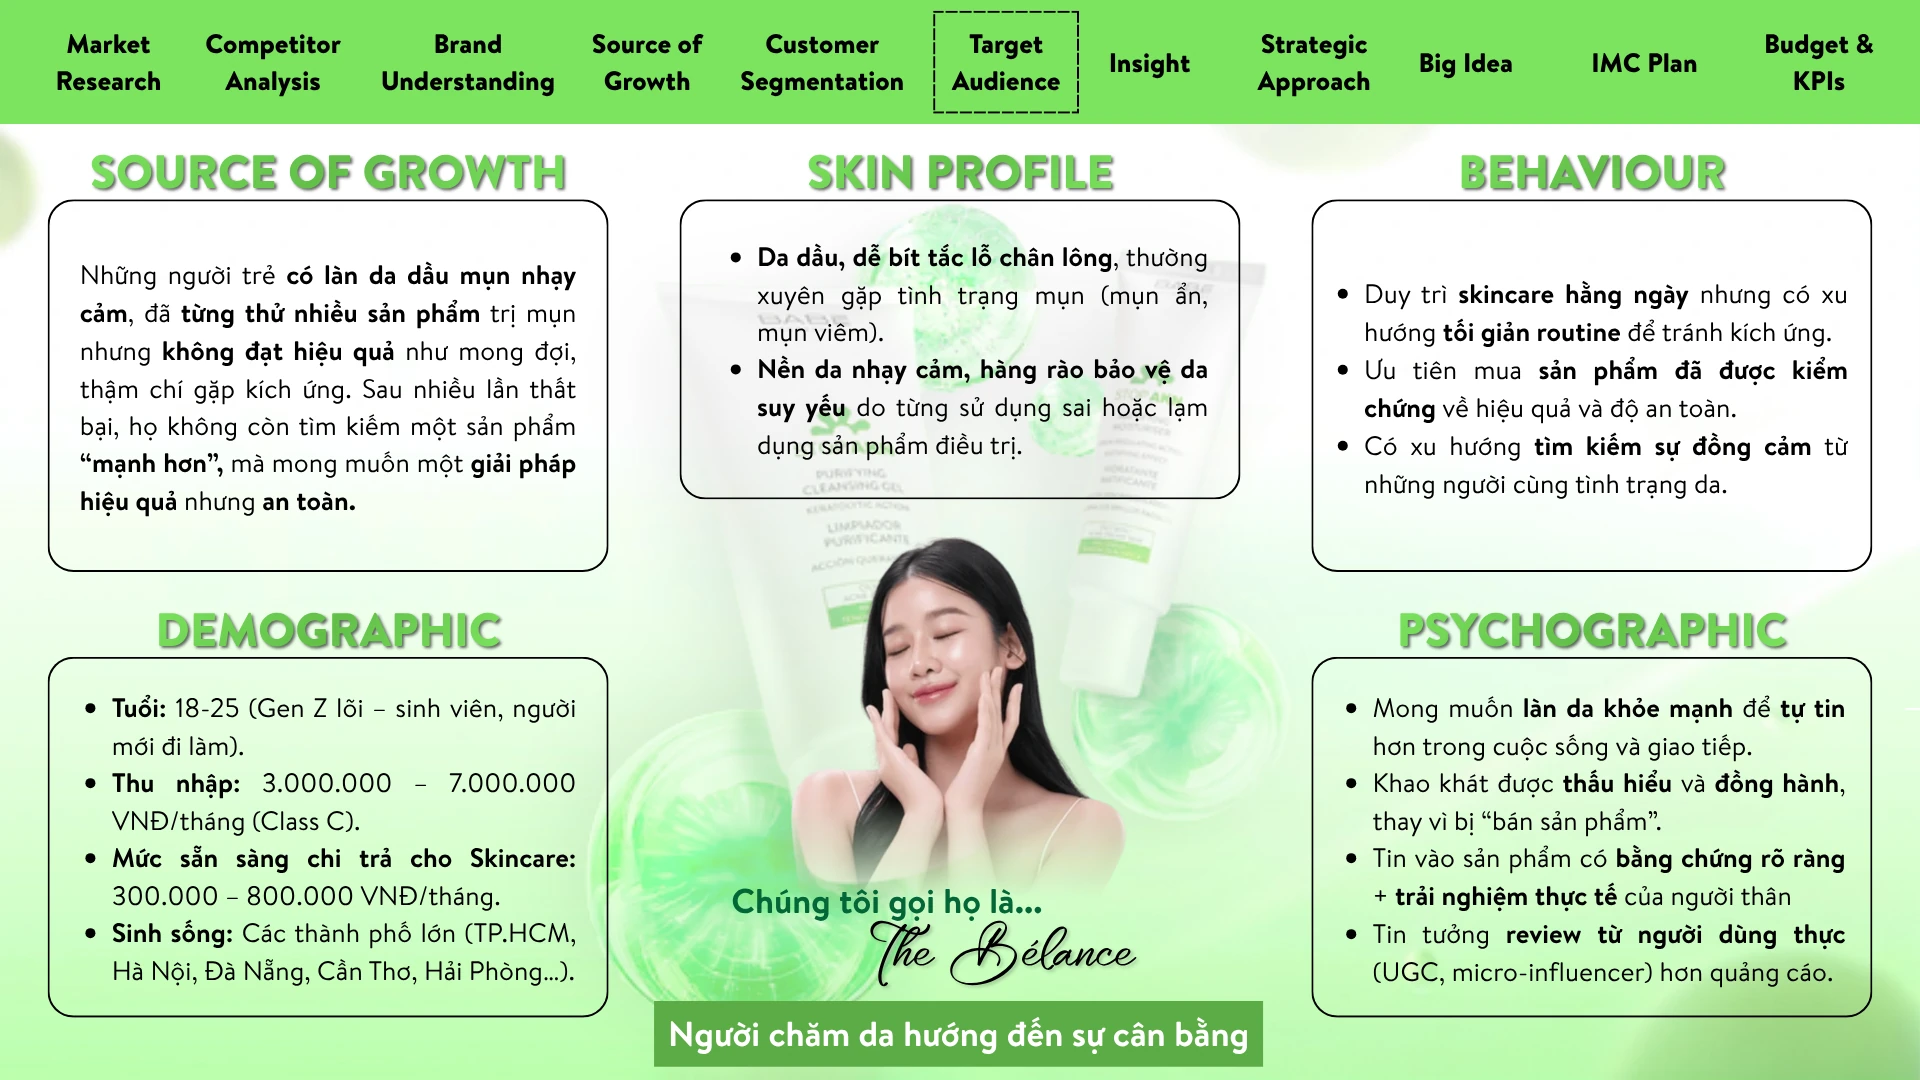 Market
Research
Competitor
Analysis
Brand
Understanding
Source of
Growth
Customer
Segmentation
Target
Audience
Insight
Strategic
Approach
Big Idea
IMC Plan
Budget &
KPIs
SOURCE OF GROWTH
Những người trẻ có làn da dầu mụn nhạy
cảm, đã từng thử nhiều sản phẩm trị mụn
nhưng không đạt hiệu quả như mong đợi,
thậm chí gặp kích ứng. Sau nhiều lần thất
bại, họ không còn tìm kiếm một sản phẩm
“mạnh hơn”, mà mong muốn một giải pháp
hiệu quả nhưng an toàn.
SKIN PROFILE
• Da dầu, dễ bít tắc lỗ chân lông, thường
xuyên gặp tình trạng mụn (mụn ẩn,
mụn viêm).
• Nền da nhạy cảm, hàng rào bảo vệ da
suy yếu do từng sử dụng sai hoặc lạm
dụng sản phẩm điều trị.
BEHAVIOUR
• Duy trì skincare hằng ngày nhưng có xu
hướng tối giản routine để tránh kích ứng.
• Ưu tiên mua sản phẩm đã được kiểm
chứng về hiệu quả và độ an toàn.
• Có xu hướng tìm kiếm sự đồng cảm từ
những người cùng tình trạng da.
DEMOGRAPHIC
• Tuổi: 18-25 (Gen Z lõi – sinh viên, người
mới đi làm).
• Thu nhập: 3.000.000 – 7.000.000
VNĐ/tháng (Class C).
• Mức sẵn sàng chi trả cho Skincare:
300.000 – 800.000 VNĐ/tháng.
• Sinh sống: Các thành phố lớn (TP.HCM,
Hà Nội, Đà Nẵng, Cần Thơ, Hải Phòng...).
PURIFYING
CLEANSING GEL
KERATOLYTIC ACTION
LIMPIADOR
PURIFICANTE
Chúng tôi gọi họ là...
The Bélance
Người chăm da hướng đến sự cân bằng
PSYCHOGRAPHIC
• Mong muốn làn da khỏe mạnh để tự tin
hơn trong cuộc sống và giao tiếp.
• Khao khát được thấu hiểu và đồng hành,
thay vì bị “bán sản phẩm”.
• Tin vào sản phẩm có bằng chứng rõ ràng
+ trải nghiệm thực tế của người thân
• Tin tưởng review từ người dùng thực
(UGC, micro-influencer) hơn quảng cáo.